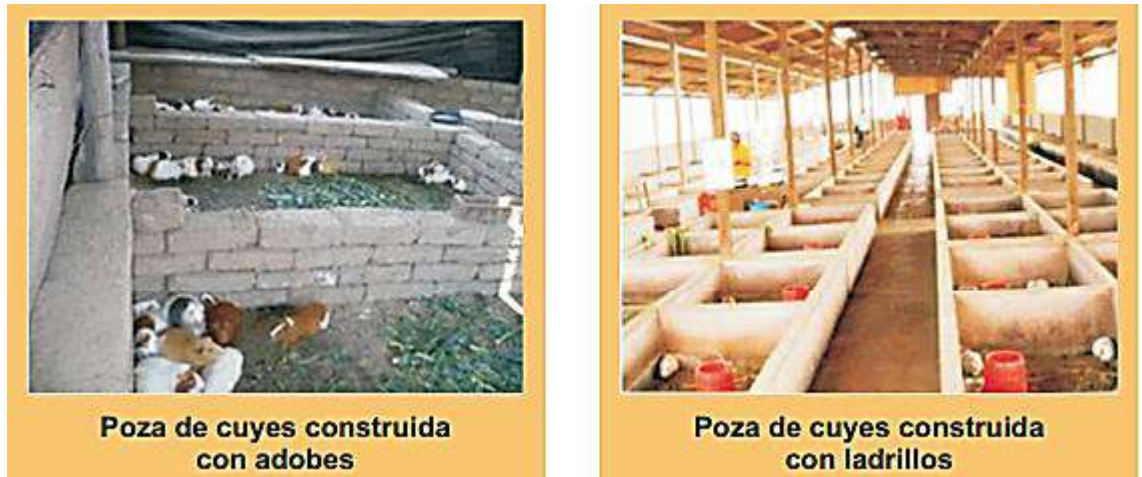 Poza de cuyes construida
con adobes
Poza de cuyes construida
con ladrillos